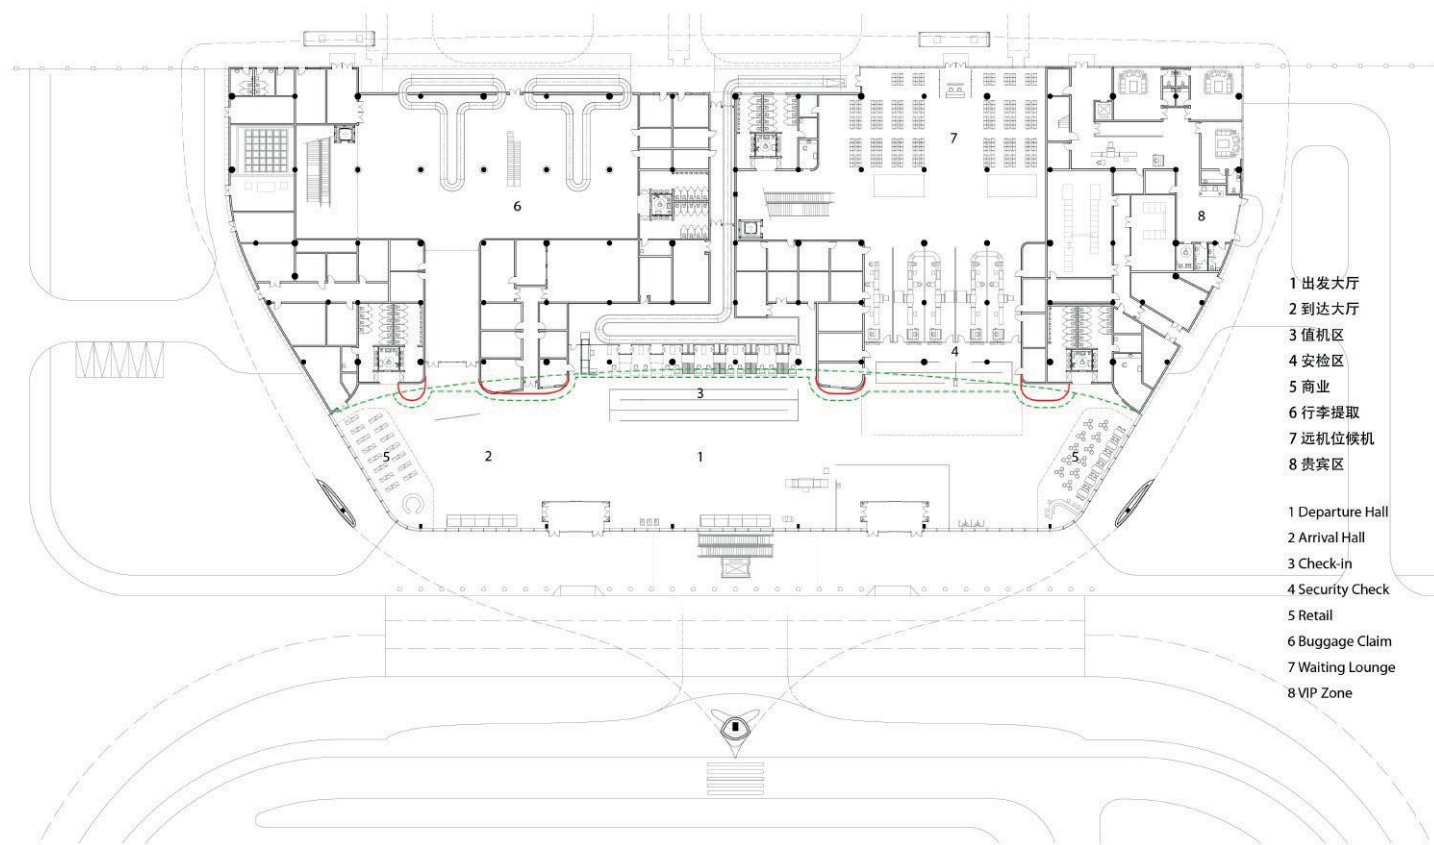 7
6
8
1 出发大厅
2 到达大厅
3 值机区
4 安检区
5 商业
6 行李提取
7 远机位候机
8 贵宾区
4
3
5
2
1
5
1 Departure Hall
2 Arrival Hall
3 Check-in
4 Security Check
5 Retail
6 Buggage Claim
7 Waiting Lounge
8 VIP Zone